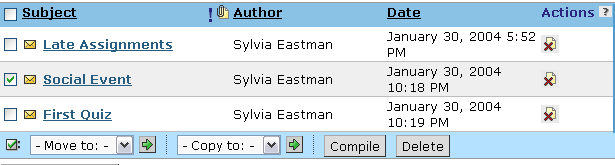 Subject ! Author Date Actions ?
Late Assignments Sylvia Eastman January 30, 2004 5:52
PM
Social Event Sylvia Eastman January 30, 2004
10:18 PM
First Quiz Sylvia Eastman January 30, 2004
10:19 PM
: - Move to: - - Copy to: - Compile Delete